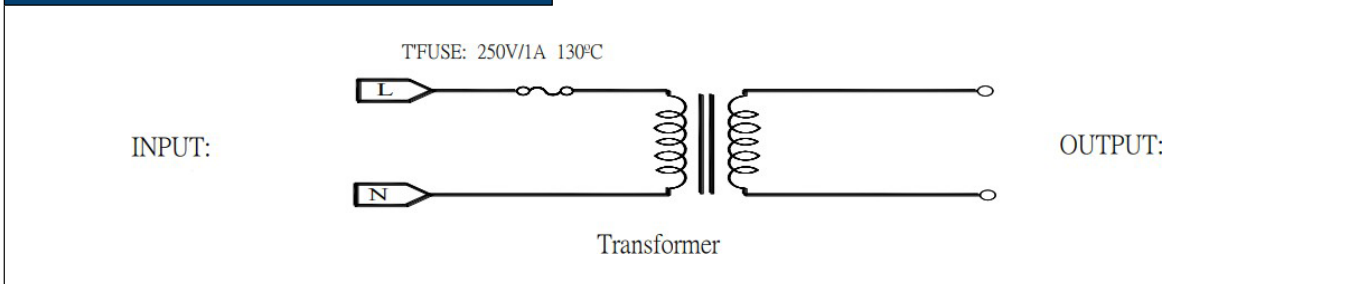 T'FUSE: 250V/1A 130ºC
L
INPUT:
OUTPUT:
N
Transformer